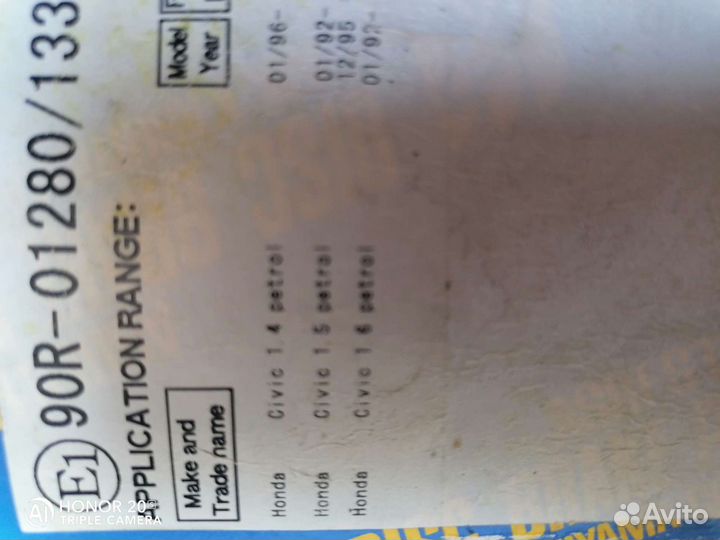 E1 90R-01280/133
APPLICATION RANGE:
Make and Trade name Model Year
Honda Civic 1.4 petrol 01/96-
Honda Civic 1.5 petrol 01/92-
12/95
Honda Civic 1 6 petrol 01/92-
AI HONOR 20
TRIPLE CAMERA
Avito